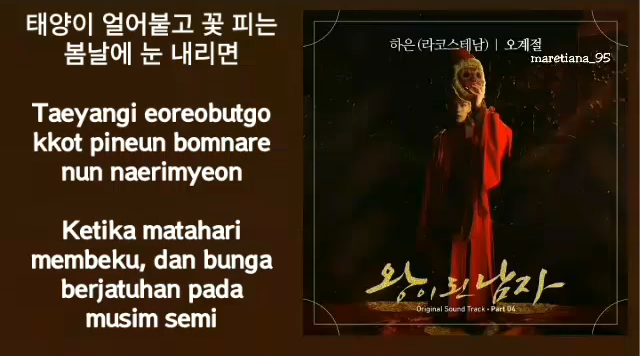 태양이 얼어붙고 꽃 피는
봄날에 눈 내리면
Taeyangi eoreobutgo
kkot pineun bomnare
nun naerimyeon
Ketika matahari
membeku, dan bunga
berjatuhan pada
musim semi
하은 (라코스테남) | 오계절
maretiana_95
왕이 된 남자
Original Sound Track • Part 04